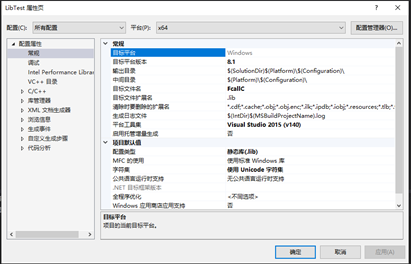 LibTest 属性页
配置(C): 所有配置 平台(P): x64 配置管理器(O)...
配置属性
常规
调试
Intel Performance Libra
VC++ 目录
C/C++
库管理器
XML 文档生成器
浏览信息
生成事件
自定义生成步骤
代码分析
常规
目标平台 Windows
目标平台版本 8.1
输出目录 $(SolutionDir)$(Platform)\$(Configuration)\
中间目录 $(Platform)\$(Configuration)\
目标文件名 FcallC
目标文件扩展名 .lib
清除时要删除的扩展名 *.cdf;*.cache;*.obj;*.obj.enc;*.ilk;*.ipdb;*.iobj;*.resources;*.tlb;*.
生成日志文件 $(IntDir)$(MSBuildProjectName).log
平台工具集 Visual Studio 2015 (v140)
启用托管增量生成 否
项目默认值
配置类型 静态库(.lib)
MFC 的使用 使用标准 Windows 库
字符集 使用 Unicode 字符集
公共语言运行时支持 无公共语言运行时支持
.NET 目标框架版本
全程序优化 <不同选项>
Windows 应用商店应用支持 否
目标平台
项目的当前目标平台。
确定 取消 应用(A)